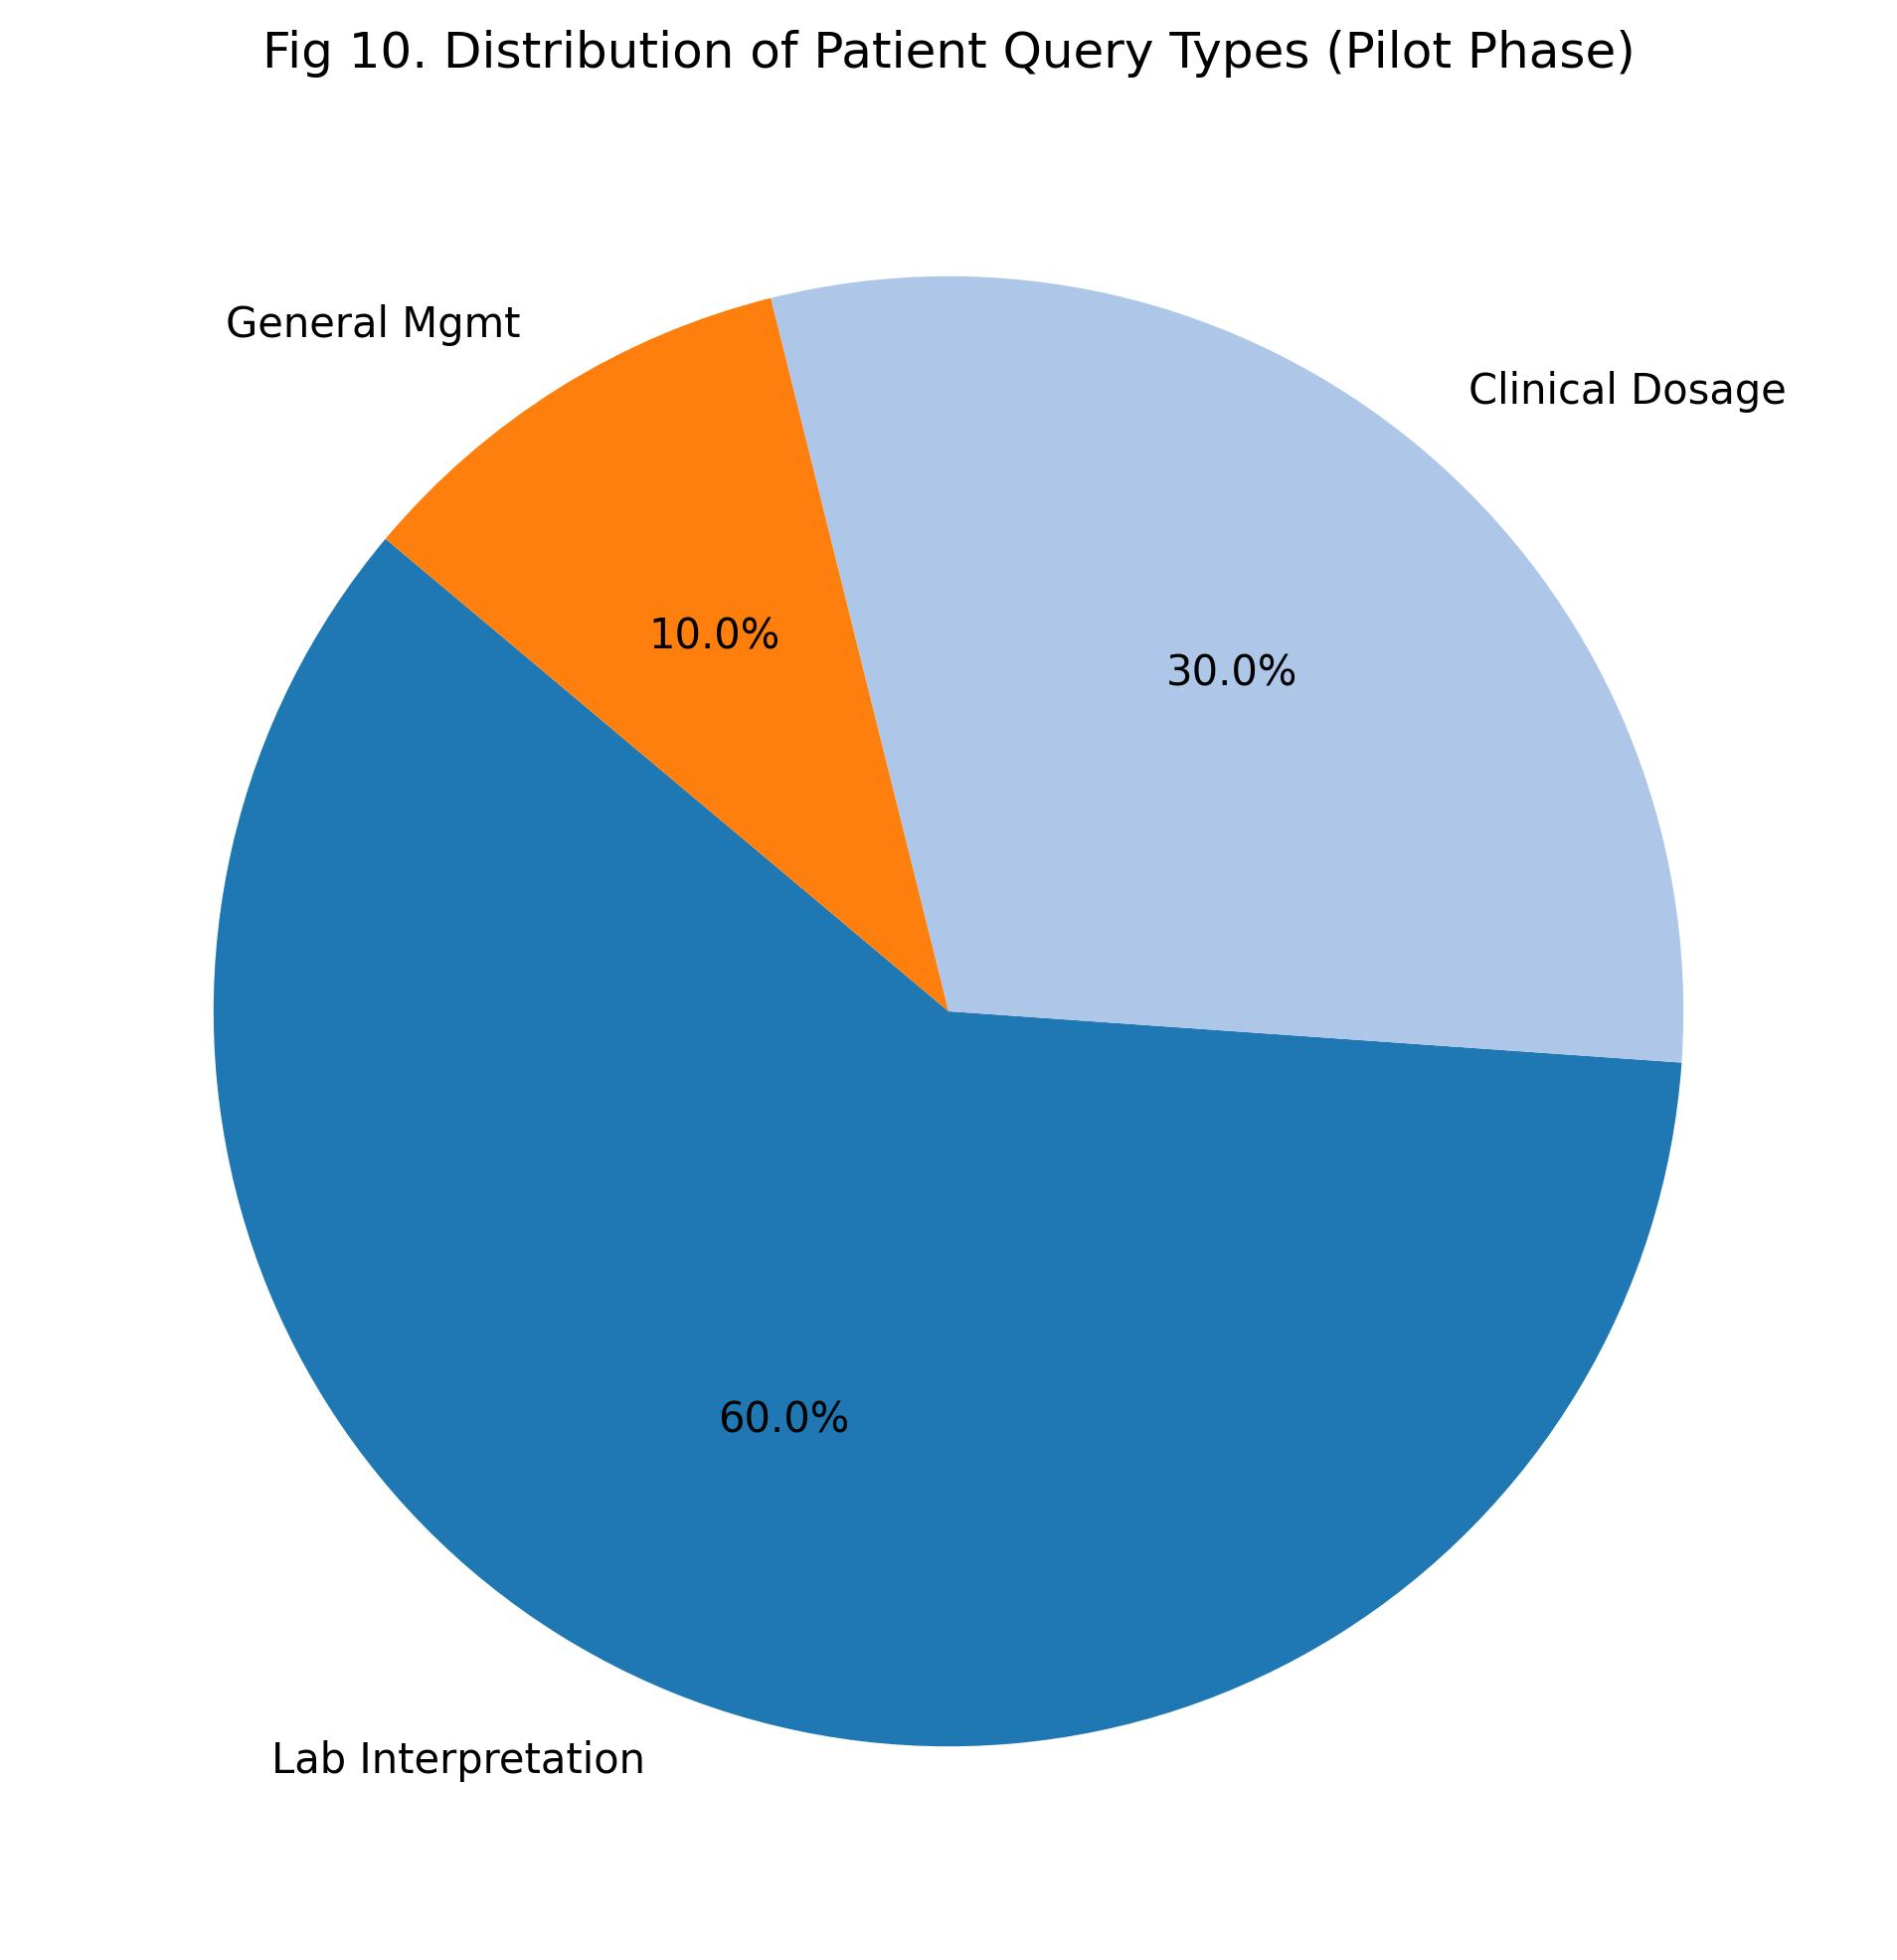 Fig 10. Distribution of Patient Query Types (Pilot Phase)
General Mgmt
Clinical Dosage
10.0%
30.0%
60.0%
Lab Interpretation